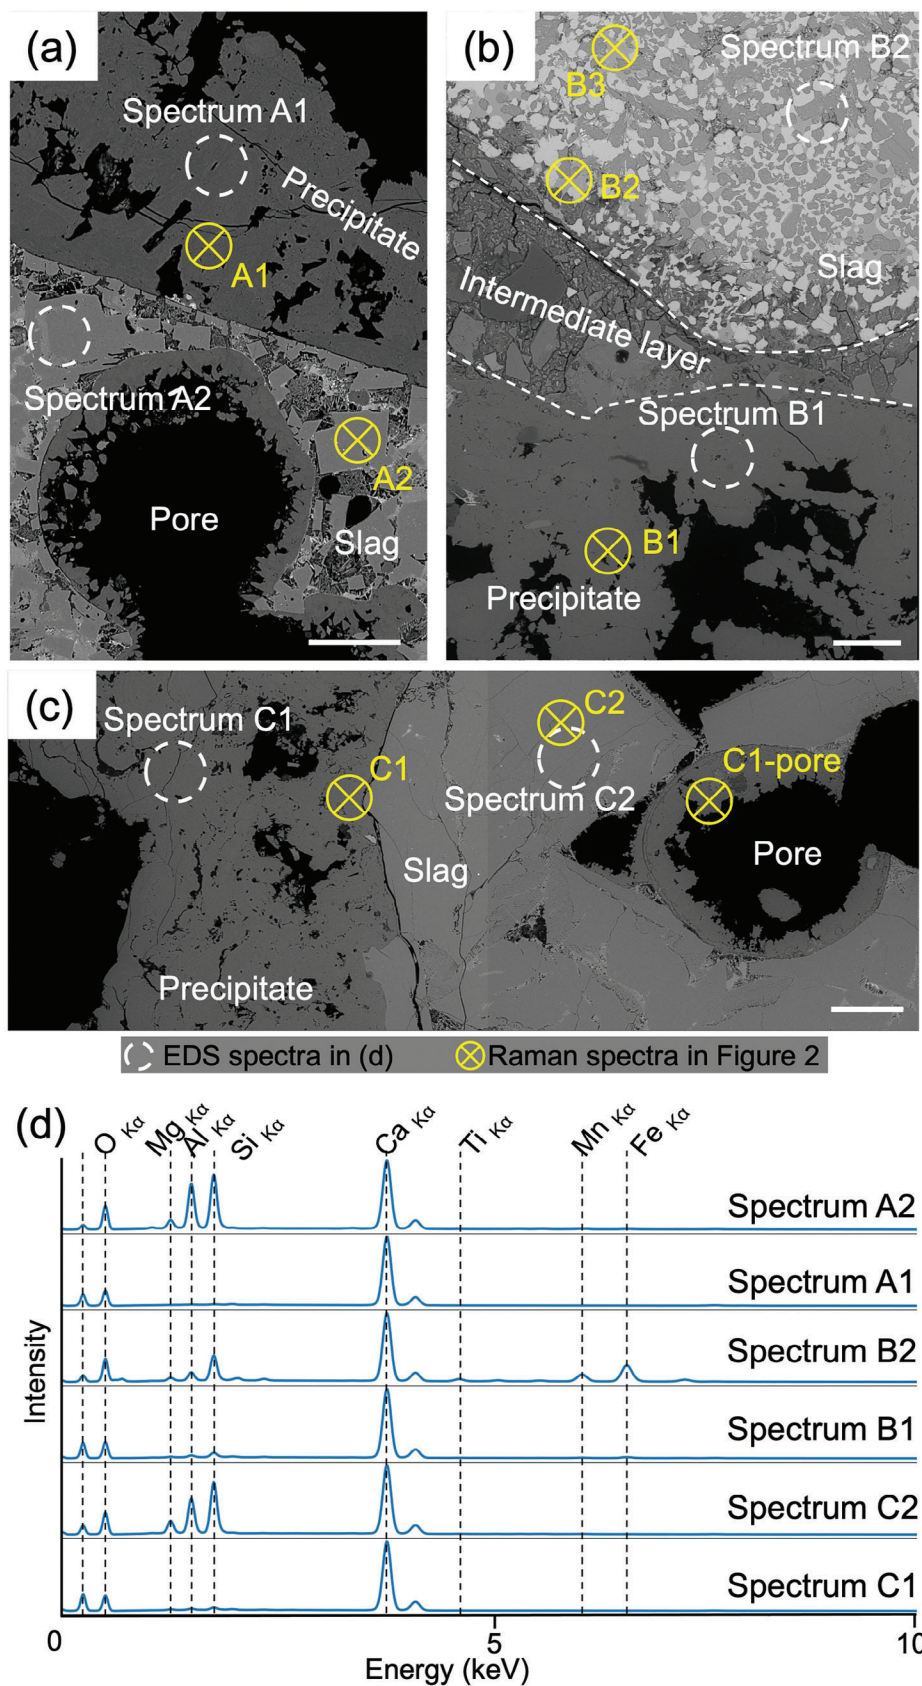 (a)
Spectrum A1
Precipitate
A1
Spectrum A2
A2
Pore
Slag
(b)
Spectrum B2
B3
B2
Slag
Intermediate layer
Spectrum B1
B1
Precipitate
(c)
Spectrum C1
C1
C2
Spectrum C2
C1-pore
Slag
Pore
Precipitate
EDS spectra in (d) Raman spectra in Figure 2
(d)
O Kα Mg Kα Al Kα Si Kα Ca Kα Ti Kα Mn Kα Fe Kα
Spectrum A2
Spectrum A1
Spectrum B2
Spectrum B1
Spectrum C2
Spectrum C1
Intensity
0 5 10
Energy (keV)